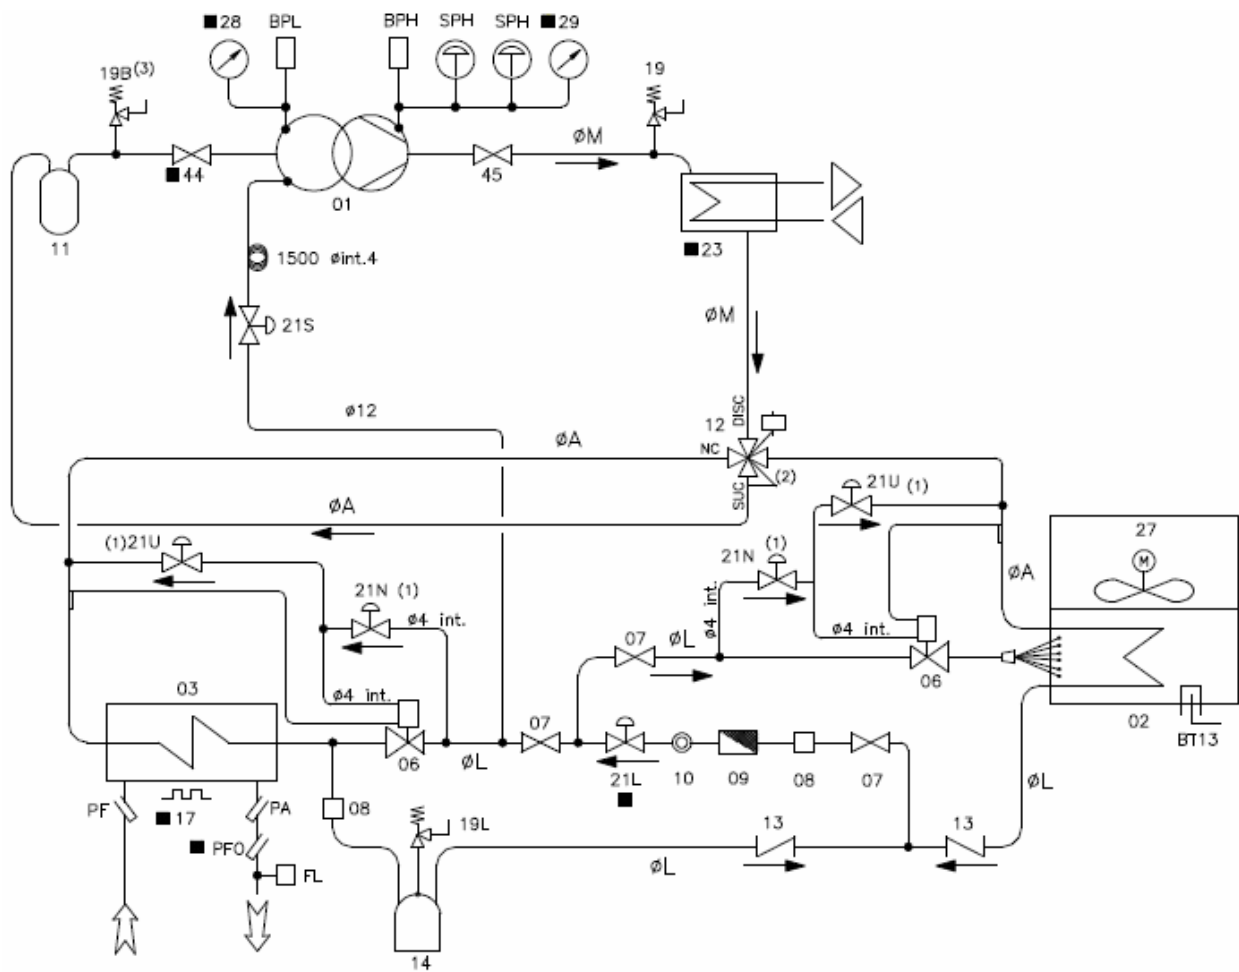 ■28 BPL BPH SPH SPH ■29
19B(3) 19
ØM
■44 45
01
11
■23
1500 øint.4
ØM
21S
DISC
ø12
12
NC
ØA
SUC
(2)
21U (1)
ØA
27
M
(1)21U
21N (1)
21N (1)
ØA
ø4 int.
ø4 int.
ø4 int.
07
ØL
03
ø4 int.
06
02
BT13
07
06
ØL
21L
■
10
09
08
07
ØL
PF
■17
PA
08
19L
13
13
■ PFO
FL
ØL
14